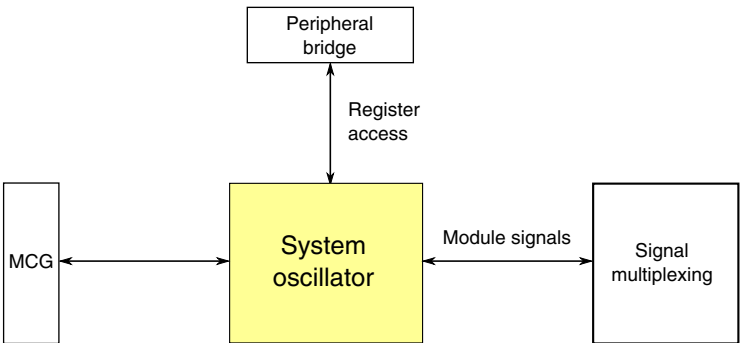 Peripheral
bridge
Register
access
MCG
System
oscillator
Module signals
Signal
multiplexing